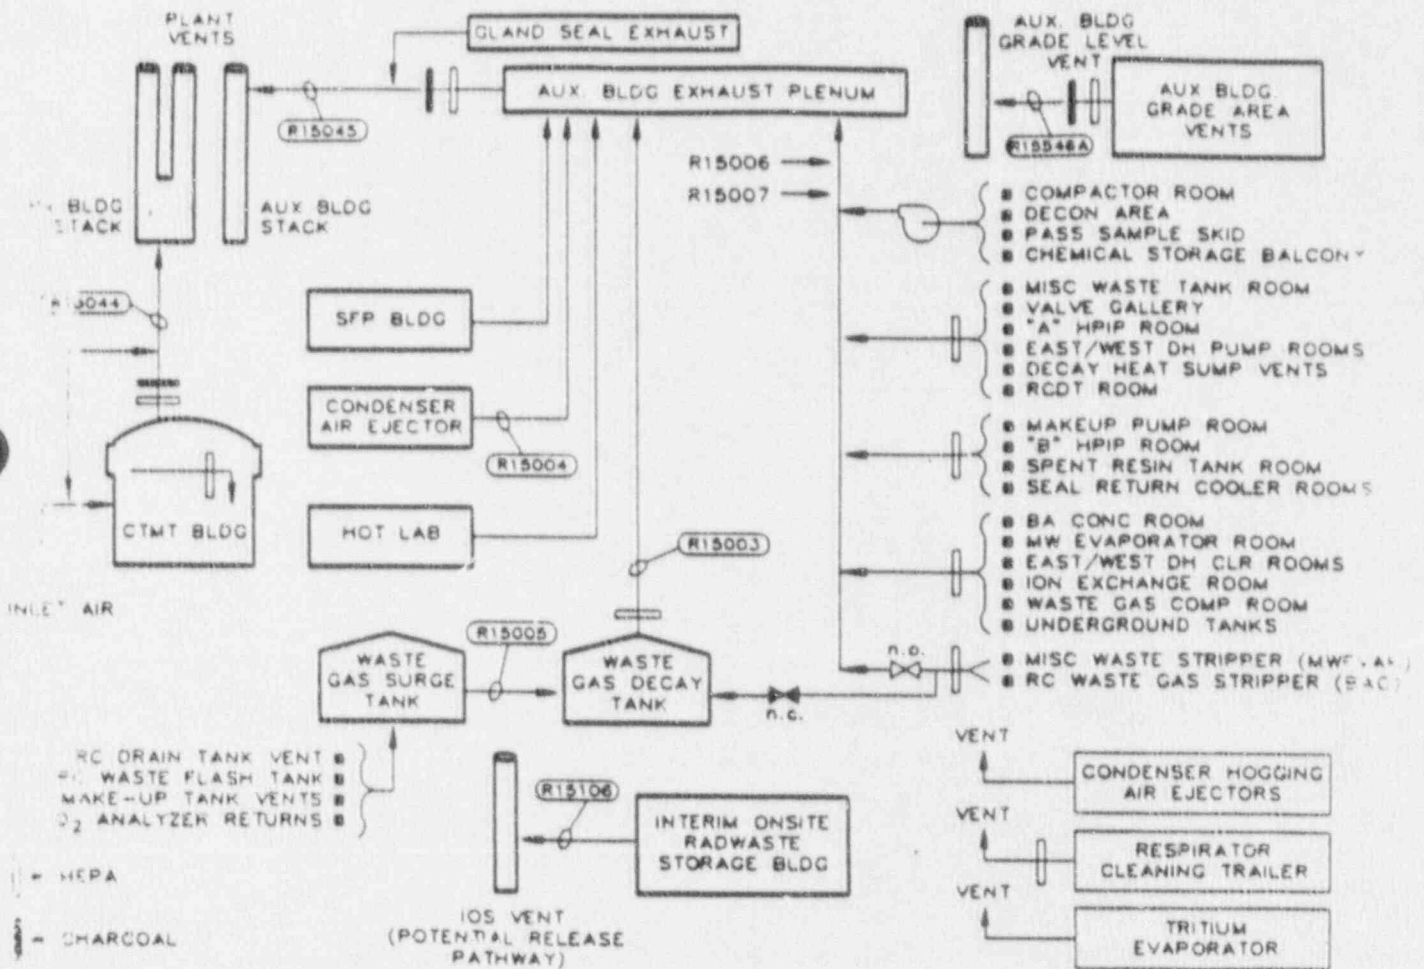 PLANT
VENTS
GLAND SEAL EXHAUST
AUX. BLDG EXHAUST PLENUM
R15045
AUX. BLDG
GRADE LEVEL
VENT
AUX BLDG.
GRADE AREA
VENTS
R15546A
BLDG
STACK
AUX BLDG
STACK
R15006
R15007
COMPACTOR ROOM
DECON AREA
PASS SAMPLE SKID
CHEMICAL STORAGE BALCONY
MISC WASTE TANK ROOM
VALVE GALLERY
"A" HPIP ROOM
EAST/WEST DH PUMP ROOMS
DECAY HEAT SUMP VENTS
RCDT ROOM
MAKEUP PUMP ROOM
"B" HPIP ROOM
SPENT RESIN TANK ROOM
SEAL RETURN COOLER ROOMS
BA CONC ROOM
MW EVAPORATOR ROOM
EAST/WEST DH CLR ROOMS
ION EXCHANGE ROOM
WASTE GAS COMP ROOM
UNDERGROUND TANKS
MISC WASTE STRIPPER
RC WASTE GAS STRIPPER
n.o.
n.c.
SFP BLDG
CONDENSER
AIR EJECTOR
R15004
HOT LAB
CTMT BLDG
INLET AIR
R15003
WASTE
GAS SURGE
TANK
R15005
WASTE
GAS DECAY
TANK
RC DRAIN TANK VENT
WASTE FLASH TANK
MAKE-UP TANK VENTS
O2 ANALYZER RETURNS
R15106
INTERIM ONSITE
RADWASTE
STORAGE BLDG
IOS VENT
(POTENTIAL RELEASE
PATHWAY)
VENT
CONDENSER HOGGING
AIR EJECTORS
VENT
RESPIRATOR
CLEANING TRAILER
VENT
TRITIUM
EVAPORATOR
= HEPA
= CHARCOAL